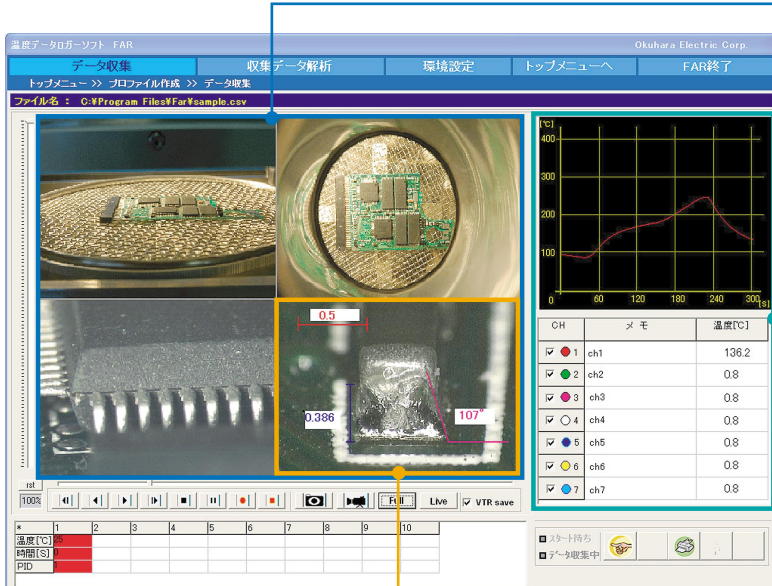 温度データロガーソフト FAR
Okuhara Electric Corp.
データ収集 収集データ解析 環境設定 トップメニューへ FAR終了
トップメニュー >> プロファイル作成 >> データ収集
ファイル名 : C:¥Program Files¥Far¥sample.csv
[℃]
400
300
200
100
0 60 120 180 240 300 [S]
0.5
0.386
107°
CH メモ 温度[℃]
1 ch1 136.2
2 ch2 0.8
3 ch3 0.8
4 ch4 0.8
5 ch5 0.8
6 ch6 0.8
7 ch7 0.8
rst
100% Full Live VTR save
* 1 2 3 4 5 6 7 8 9 10
温度[℃] 25
時間[S] 0
PID 1
スタート待ち
データ収集中